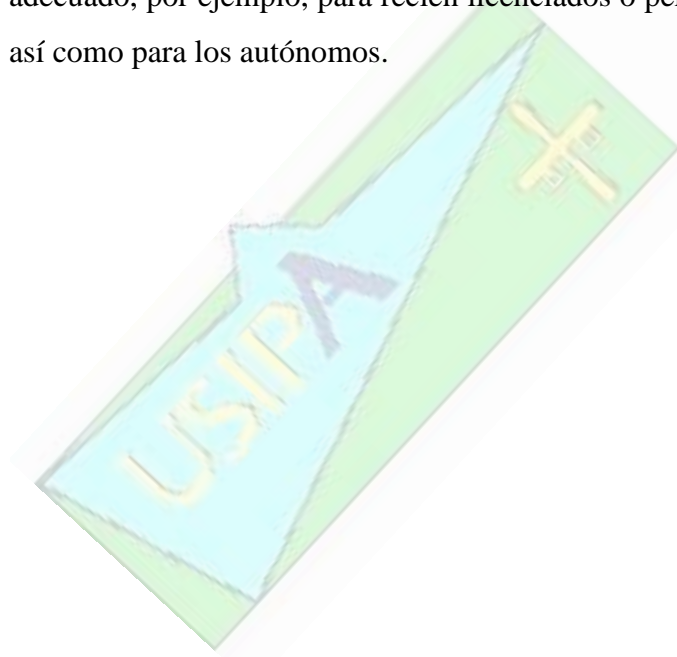 adecuado, por ejemplo, para recién licenciados o
así como para los autónomos.
USIPA